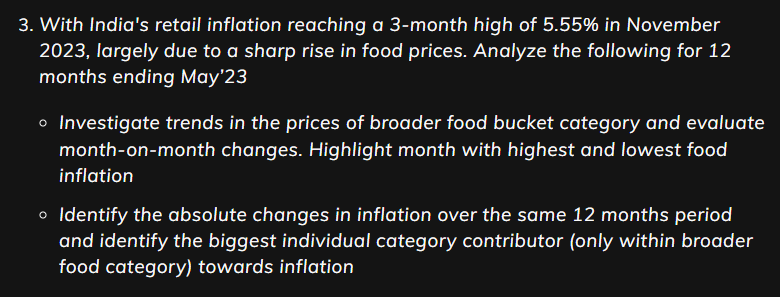 3. With India's retail inflation reaching a 3-month high of 5.55% in November
2023, largely due to a sharp rise in food prices. Analyze the following for 12
months ending May'23
○ Investigate trends in the prices of broader food bucket category and evaluate
month-on-month changes. Highlight month with highest and lowest food
inflation
○ Identify the absolute changes in inflation over the same 12 months period
and identify the biggest individual category contributor (only within broader
food category) towards inflation